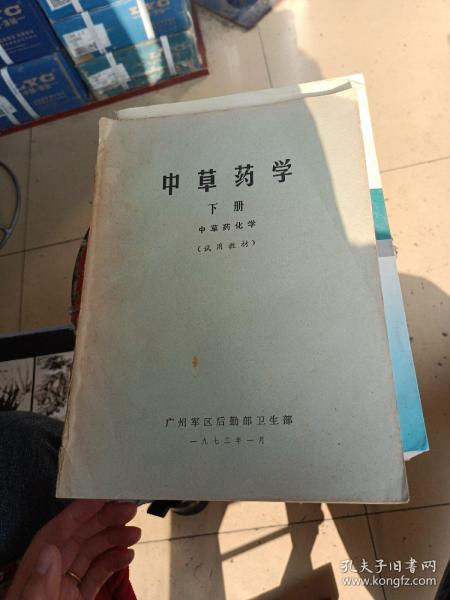 中草药学
下册
中草药化学
(试用教材)
广州军区后勤部卫生部
一九七三年一月
孔夫子旧书网
www.kongfz.com